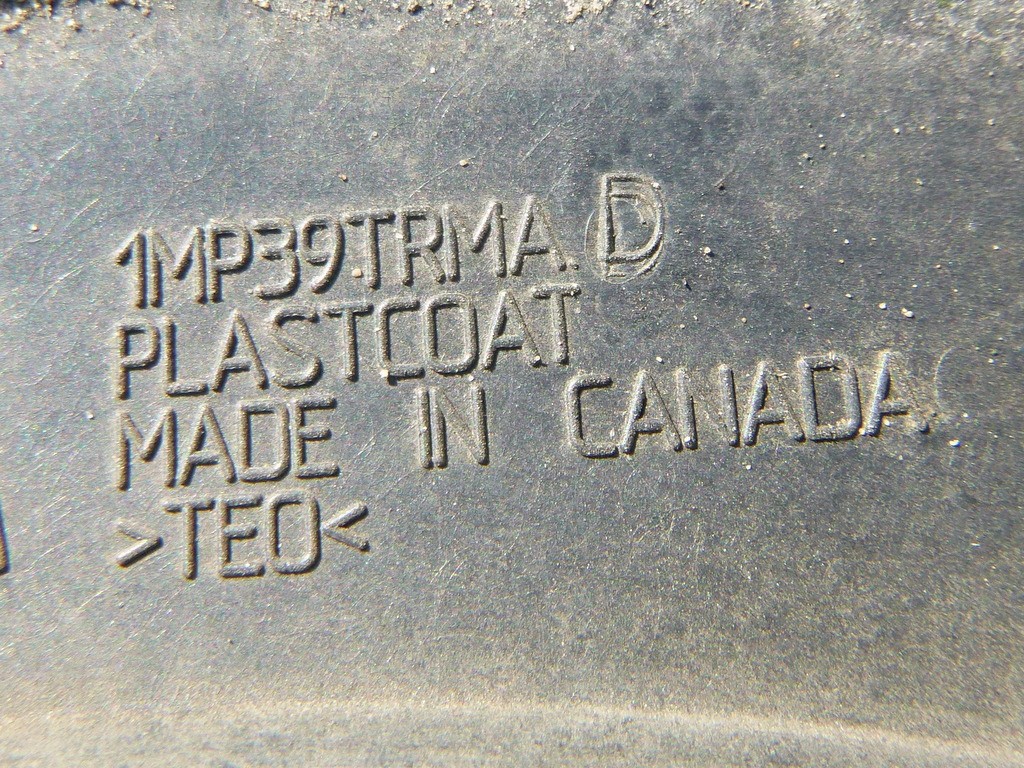 1MP39TRMA.D
PLASTCOAT
MADE IN CANADA
>TEO<